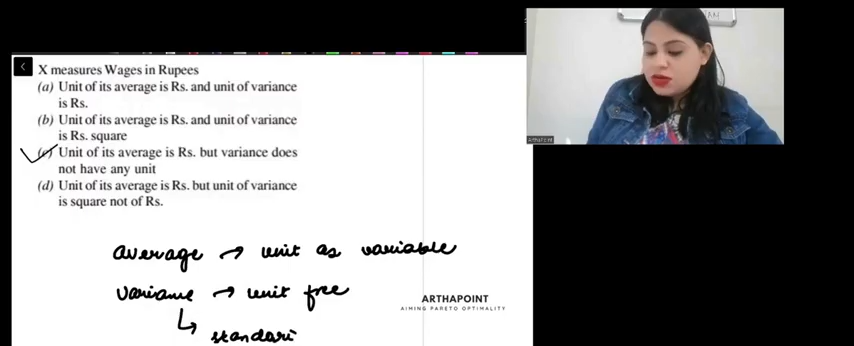 X measures Wages in Rupees
(a) Unit of its average is Rs. and unit of variance
is Rs.
(b) Unit of its average is Rs. and unit of variance
is Rs. square
(c) Unit of its average is Rs. but variance does
not have any unit
(d) Unit of its average is Rs. but unit of variance
is square not of Rs.
average → unit as variable
variance → unit free
↳ standari
ARTHAPOINT
AIMING PARETO OPTIMALITY
ARTHAPOINT